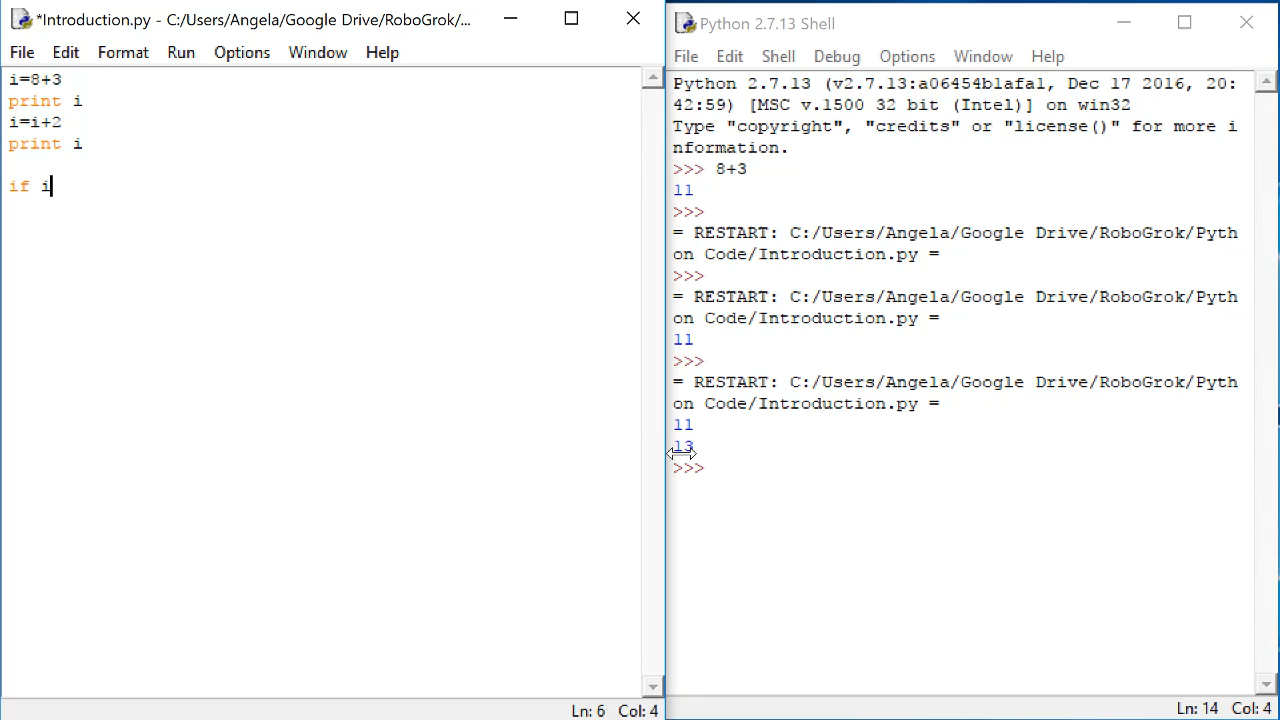 *Introduction.py - C:/Users/Angela/Google Drive/RoboGrok/...
File Edit Format Run Options Window Help
i=8+3
print i
i=i+2
print i
if i
Ln: 6 Col: 4
Python 2.7.13 Shell
File Edit Shell Debug Options Window Help
Python 2.7.13 (v2.7.13:a06454b1afa1, Dec 17 2016, 20:
42:59) [MSC v.1500 32 bit (Intel)] on win32
Type "copyright", "credits" or "license()" for more i
nformation.
>>> 8+3
11
>>>
= RESTART: C:/Users/Angela/Google Drive/RoboGrok/Pyth
on Code/Introduction.py =
>>>
= RESTART: C:/Users/Angela/Google Drive/RoboGrok/Pyth
on Code/Introduction.py =
11
>>>
= RESTART: C:/Users/Angela/Google Drive/RoboGrok/Pyth
on Code/Introduction.py =
11
13
>>>
Ln: 14 Col: 4